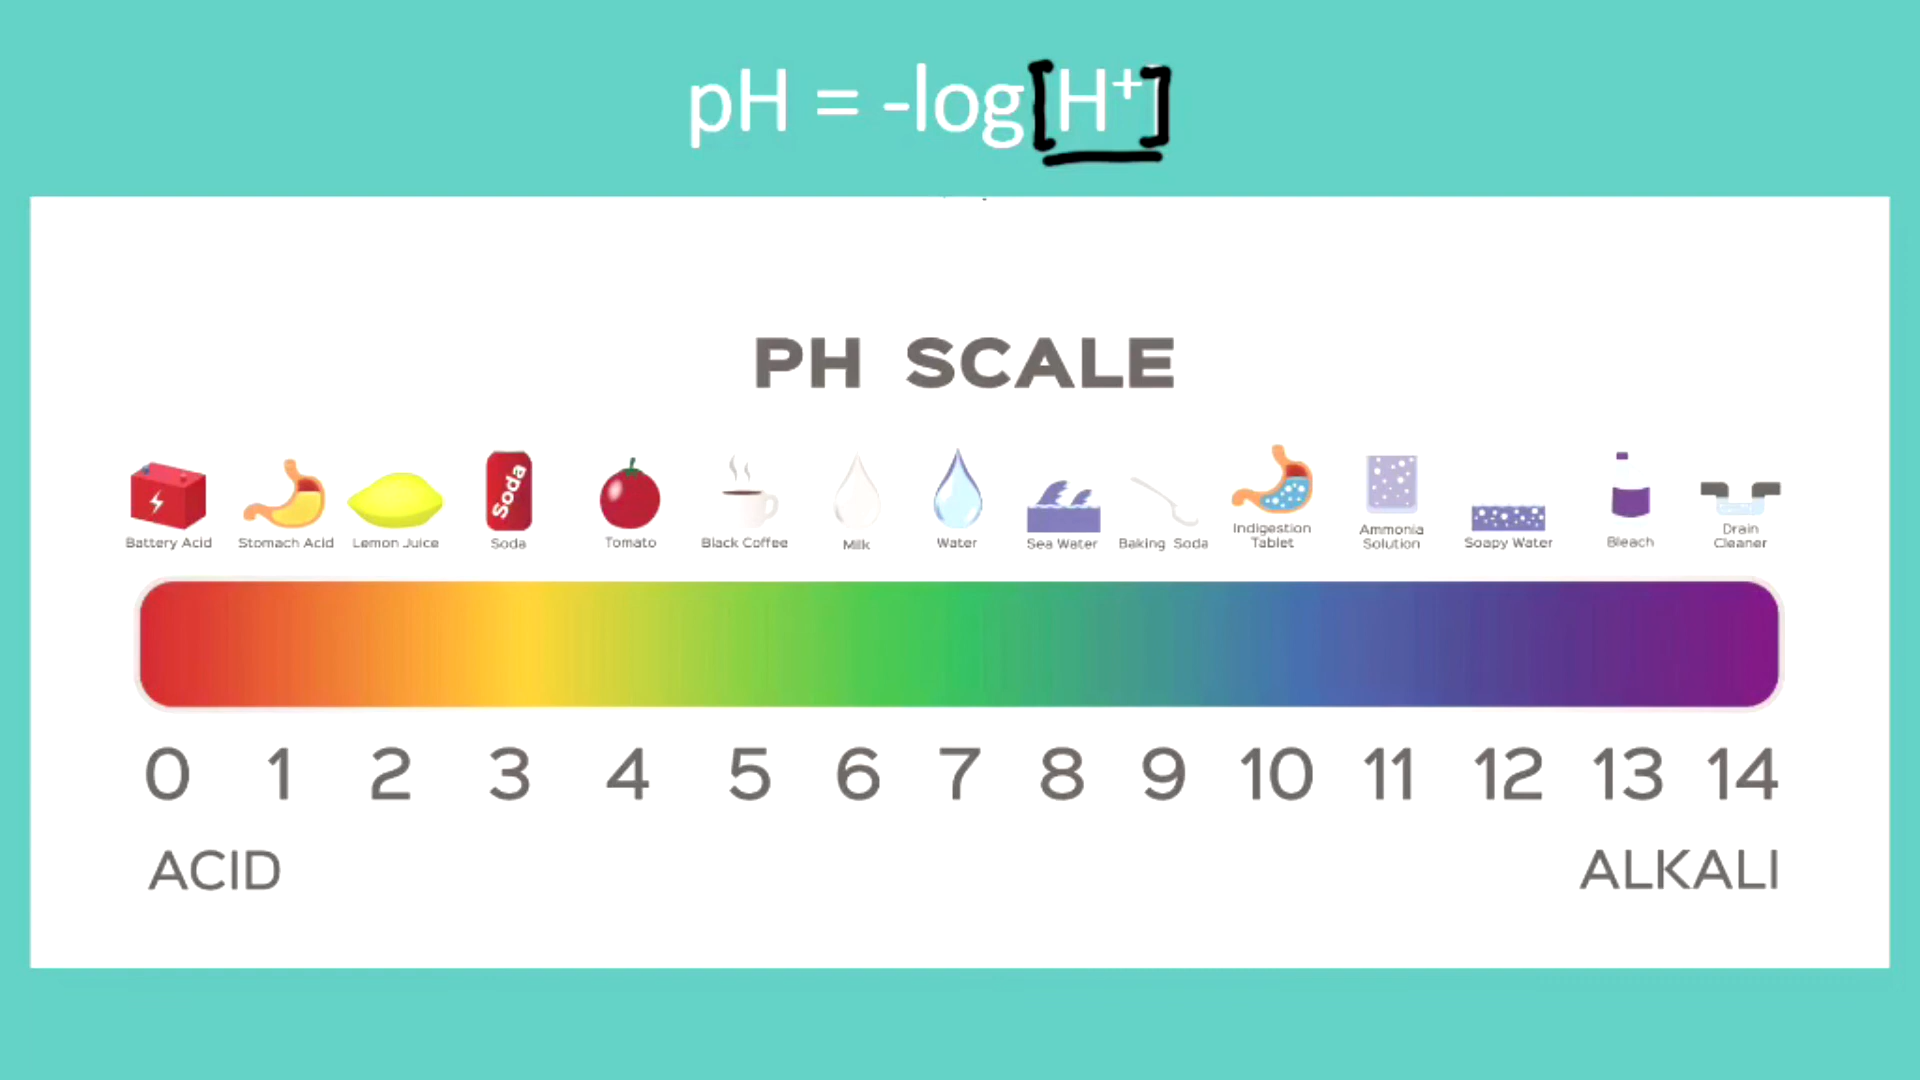 pH = -log[H⁺]
PH SCALE
Soda
Battery Acid
Stomach Acid
Lemon Juice
Soda
Tomato
Black Coffee
Milk
Water
Sea Water
Baking Soda
Indigestion
Tablet
Ammonia
Solution
Soapy Water
Bleach
Drain
Cleaner
0 1 2 3 4 5 6 7 8 9 10 11 12 13 14
ACID
ALKALI